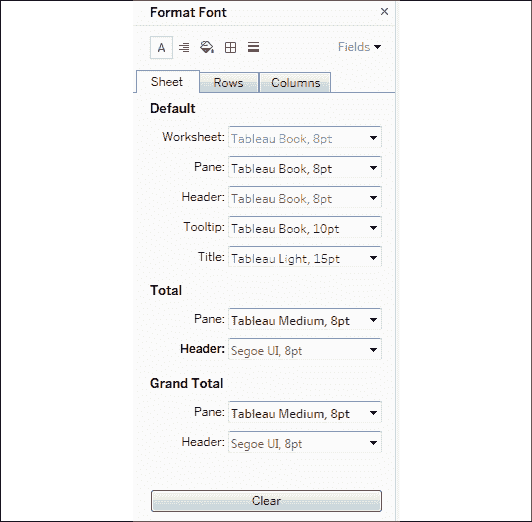 Format Font ×
A Fields
Sheet Rows Columns
Default
Worksheet: Tableau Book, 8pt
Pane: Tableau Book, 8pt
Header: Tableau Book, 8pt
Tooltip: Tableau Book, 10pt
Title: Tableau Light, 15pt
Total
Pane: Tableau Medium, 8pt
Header: Segoe UI, 8pt
Grand Total
Pane: Tableau Medium, 8pt
Header: Segoe UI, 8pt
Clear